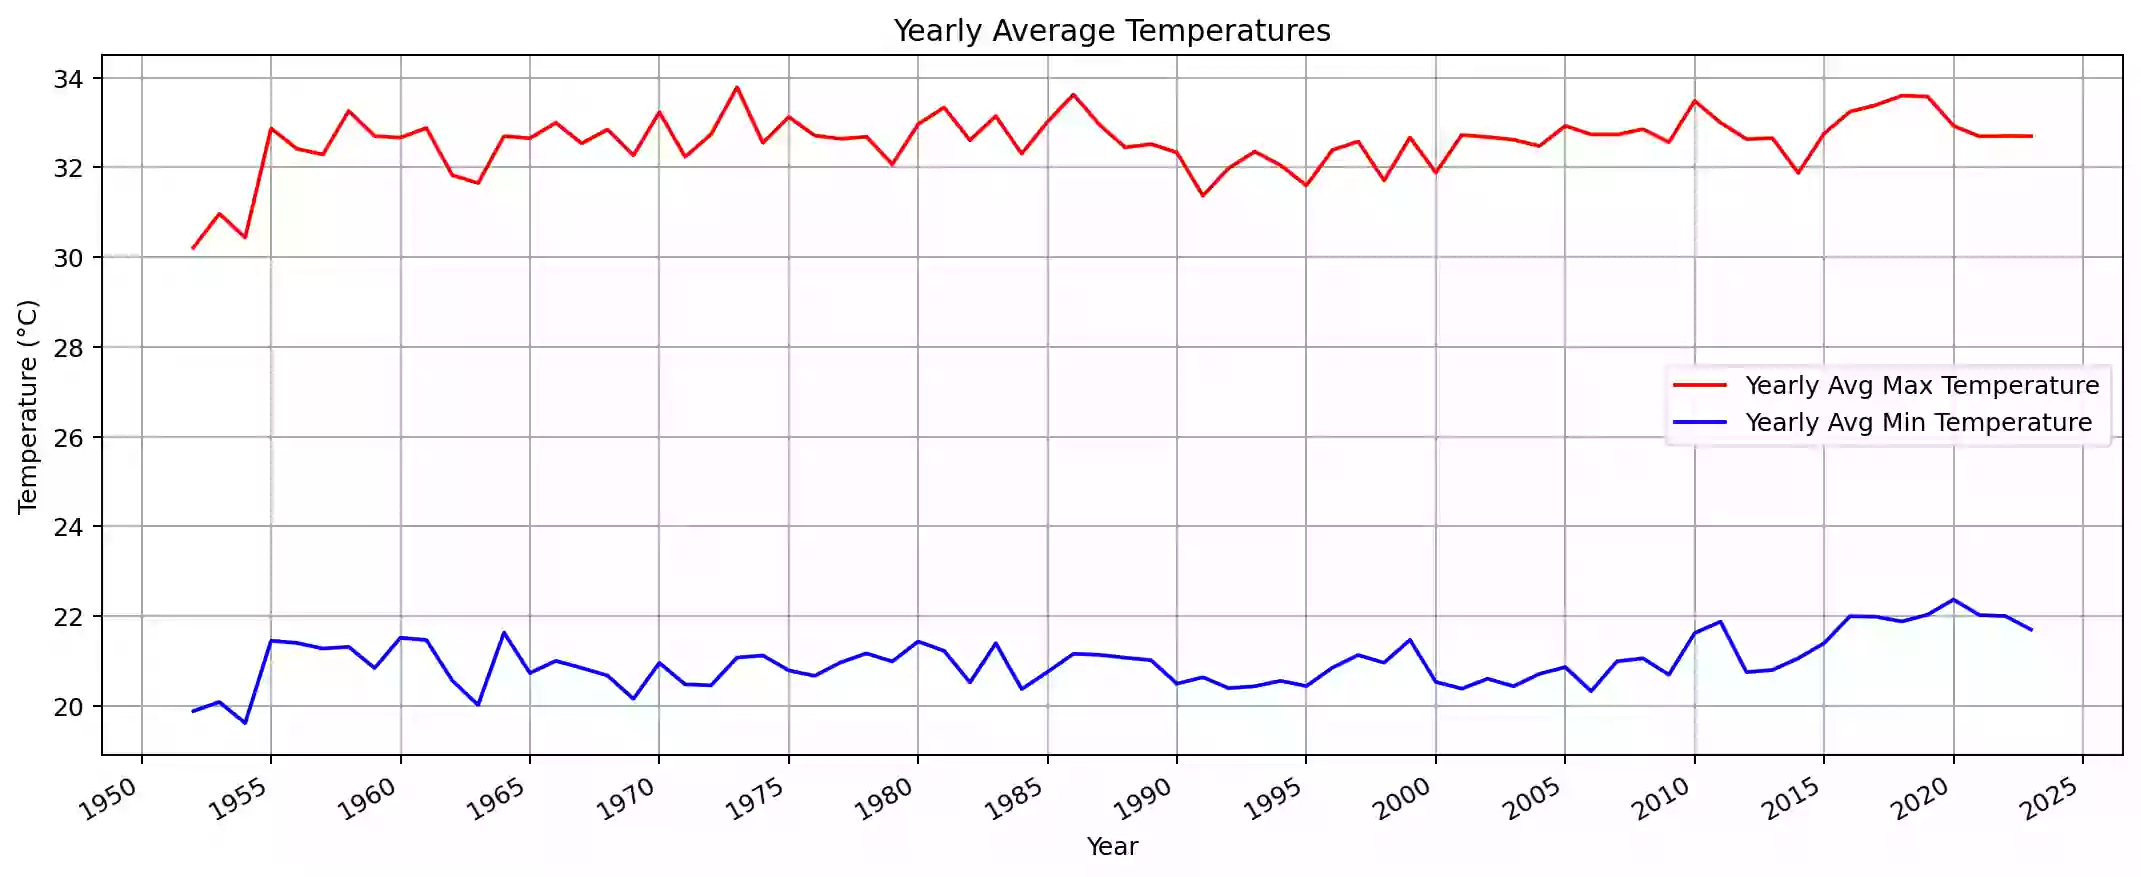 Yearly Average Temperatures
34
32
30
28
26
24
22
20
Temperature (°C)
Yearly Avg Max Temperature
Yearly Avg Min Temperature
1950 1955 1960 1965 1970 1975 1980 1985 1990 1995 2000 2005 2010 2015 2020 2025
Year